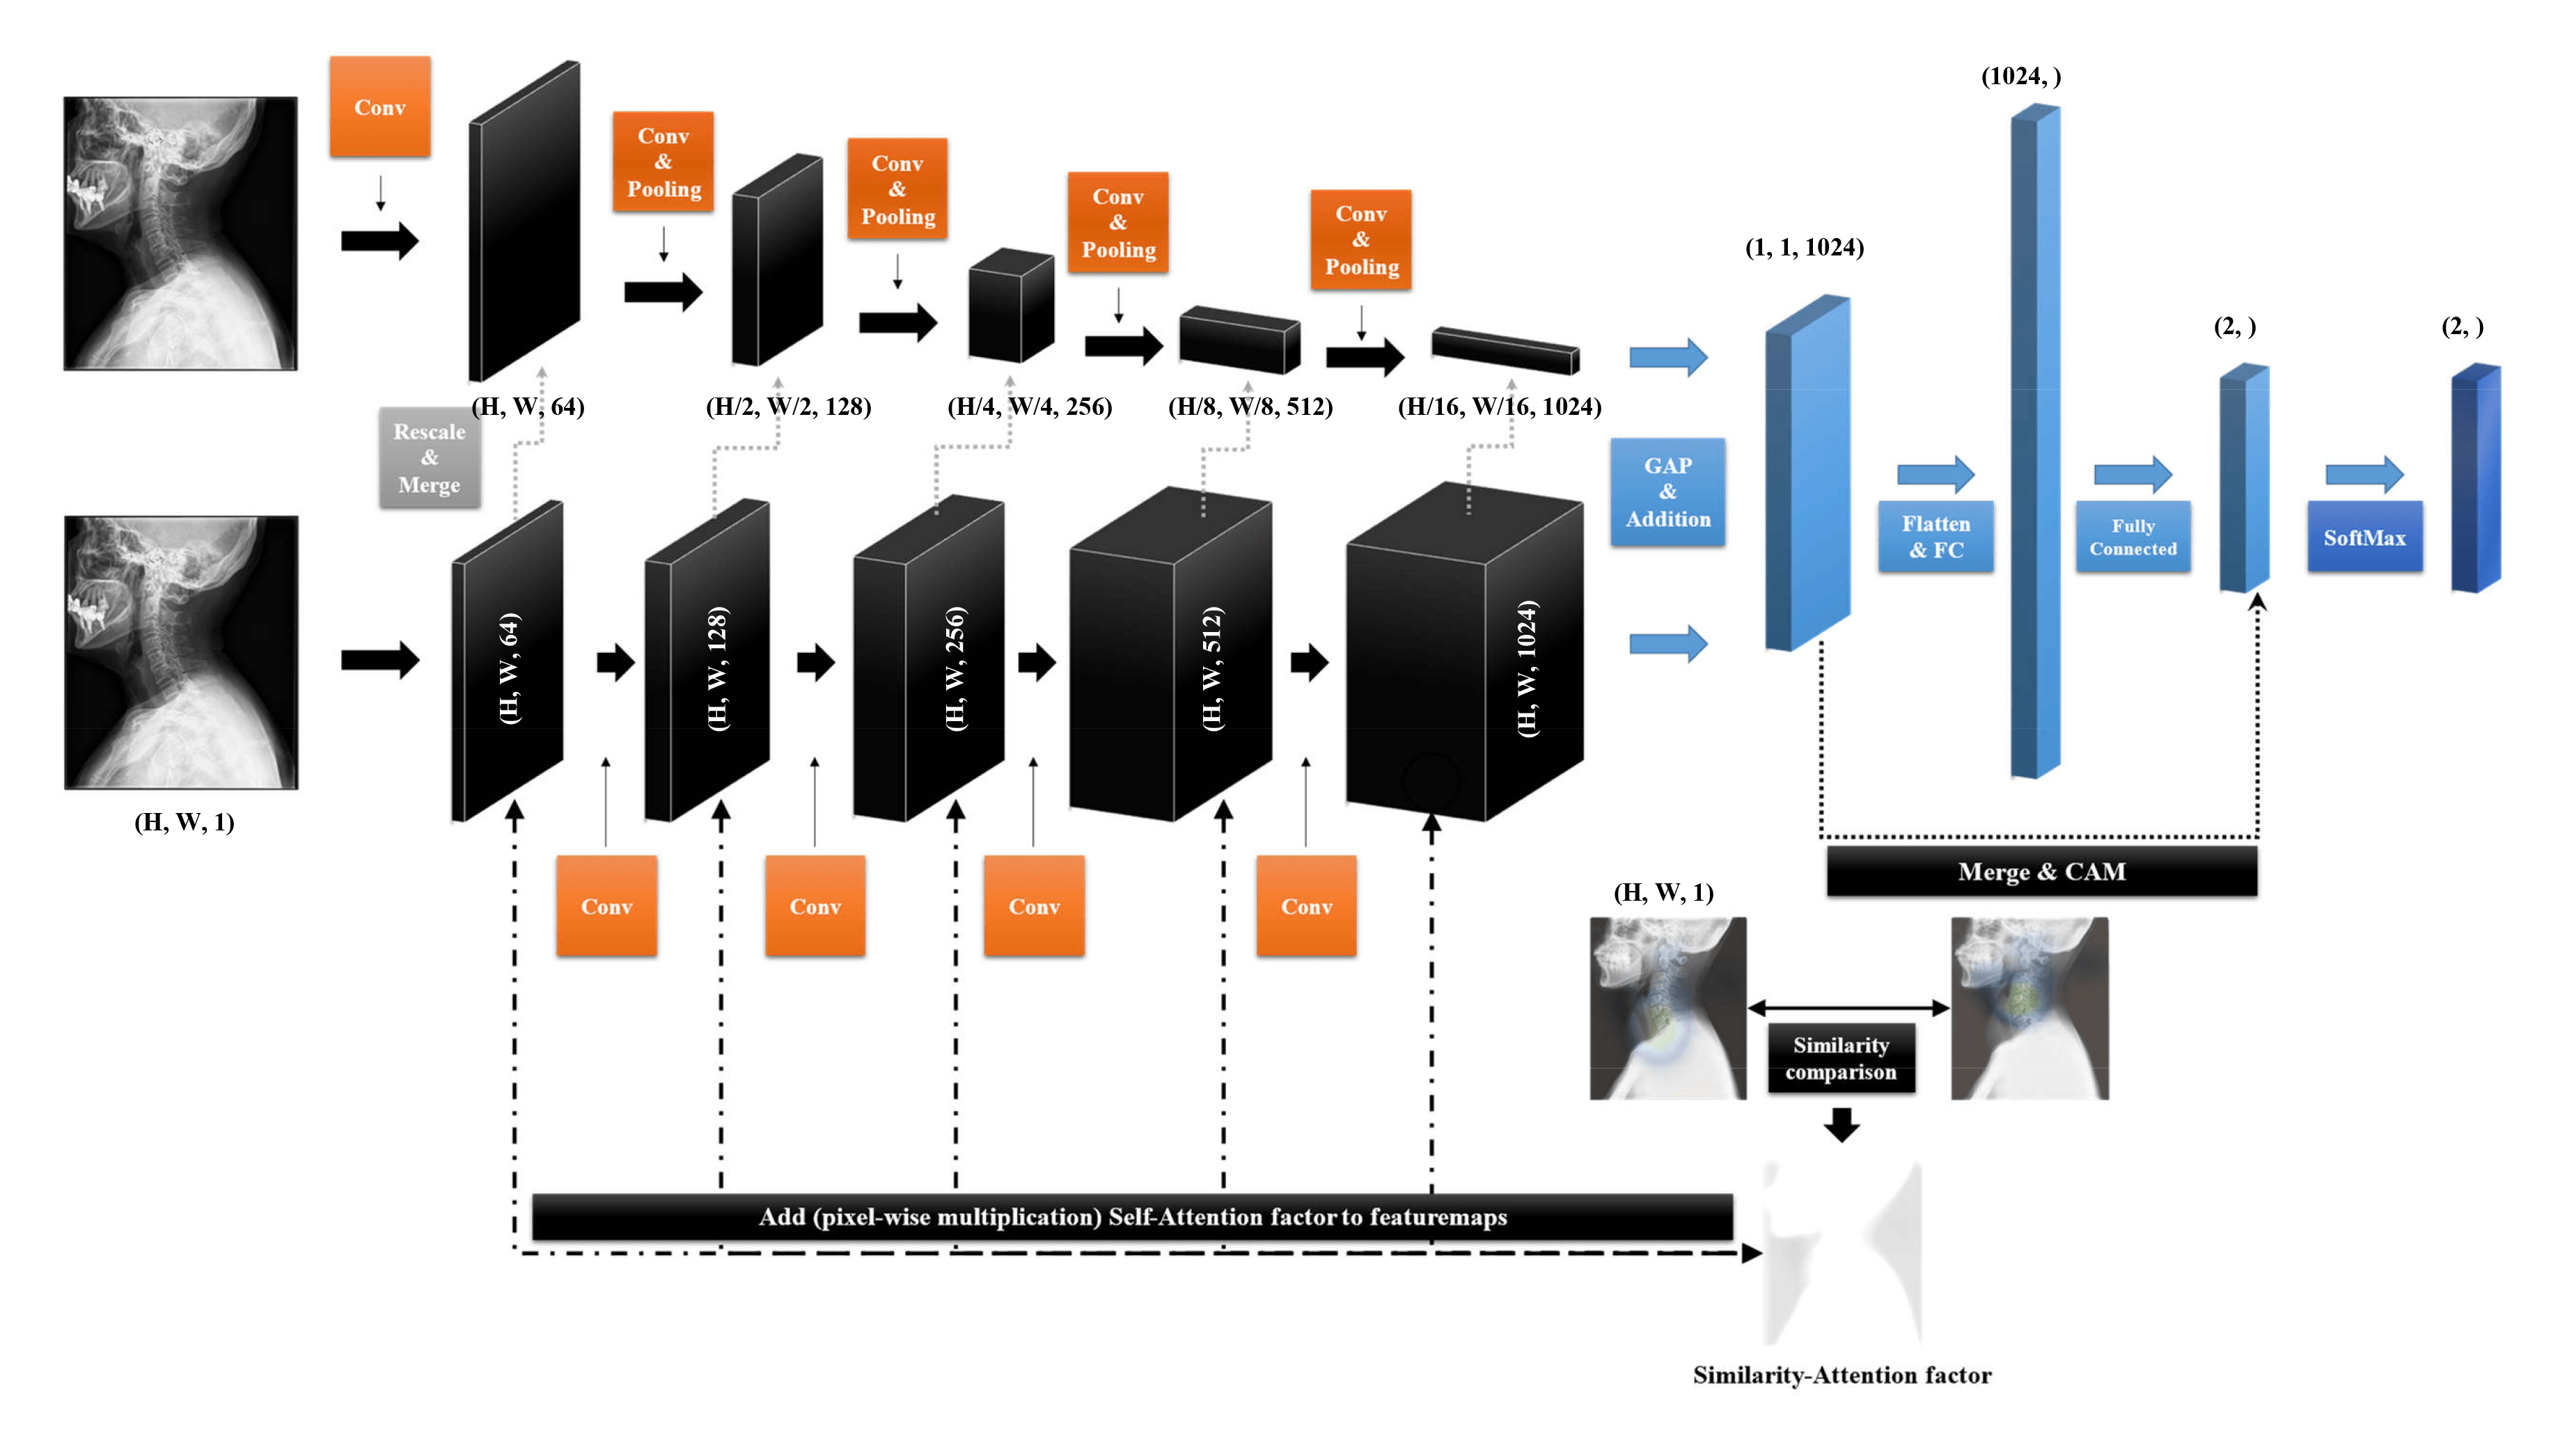 Conv
Conv
&
Pooling
Conv
&
Pooling
Conv
&
Pooling
Conv
&
Pooling
(H, W, 64)
(H/2, W/2, 128)
(H/4, W/4, 256)
(H/8, W/8, 512)
(H/16, W/16, 1024)
Rescale
&
Merge
(H, W, 1)
(H, W, 64)
(H, W, 128)
(H, W, 256)
(H, W, 512)
(H, W, 1024)
Conv
Conv
Conv
Conv
GAP
&
Addition
(1, 1, 1024)
Flatten
& FC
(1024, )
Fully
Connected
(2, )
SoftMax
(2, )
Merge & CAM
(H, W, 1)
Similarity
comparison
Add (pixel-wise multiplication) Self-Attention factor to featuremaps
Similarity-Attention factor